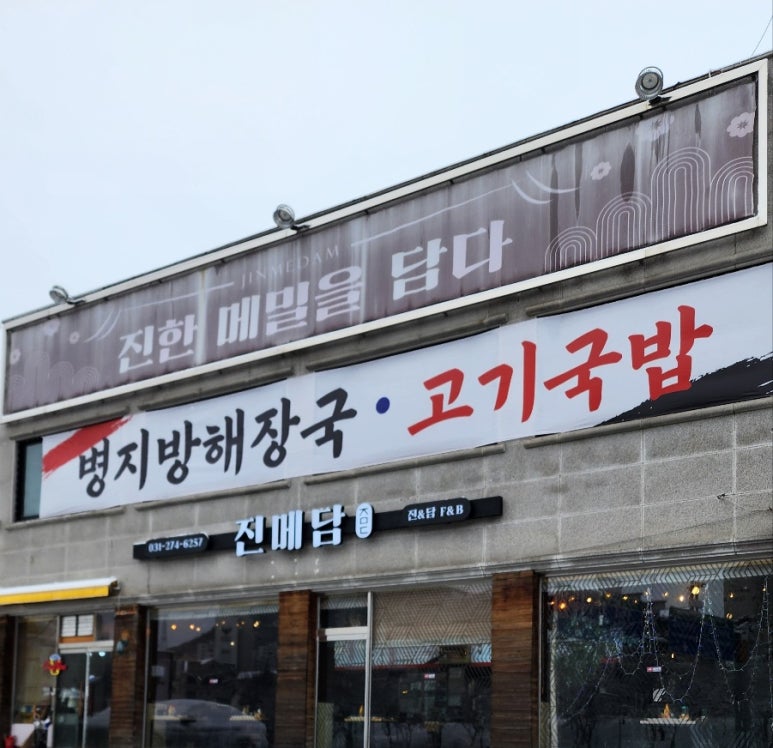 JINMEDAM
진한 메밀을 담다
병지방해장국·고기국밥
031-274-6257 진메담 진&담 F&B